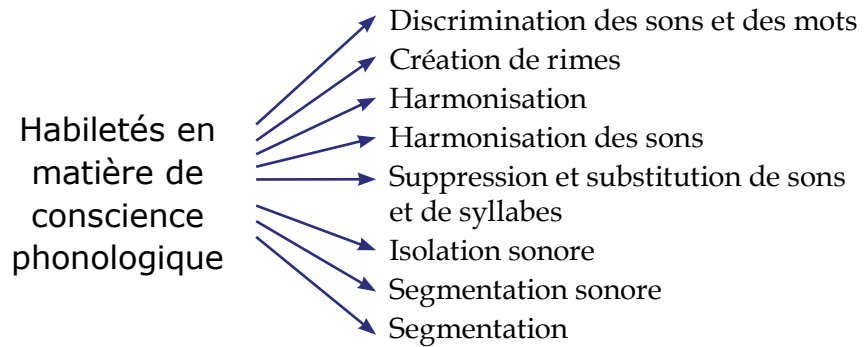 Habiletés en
matière de
conscience
phonologique
Discrimination des sons et des mots
Création de rimes
Harmonisation
Harmonisation des sons
Suppression et substitution de sons
et de syllabes
Isolation sonore
Segmentation sonore
Segmentation